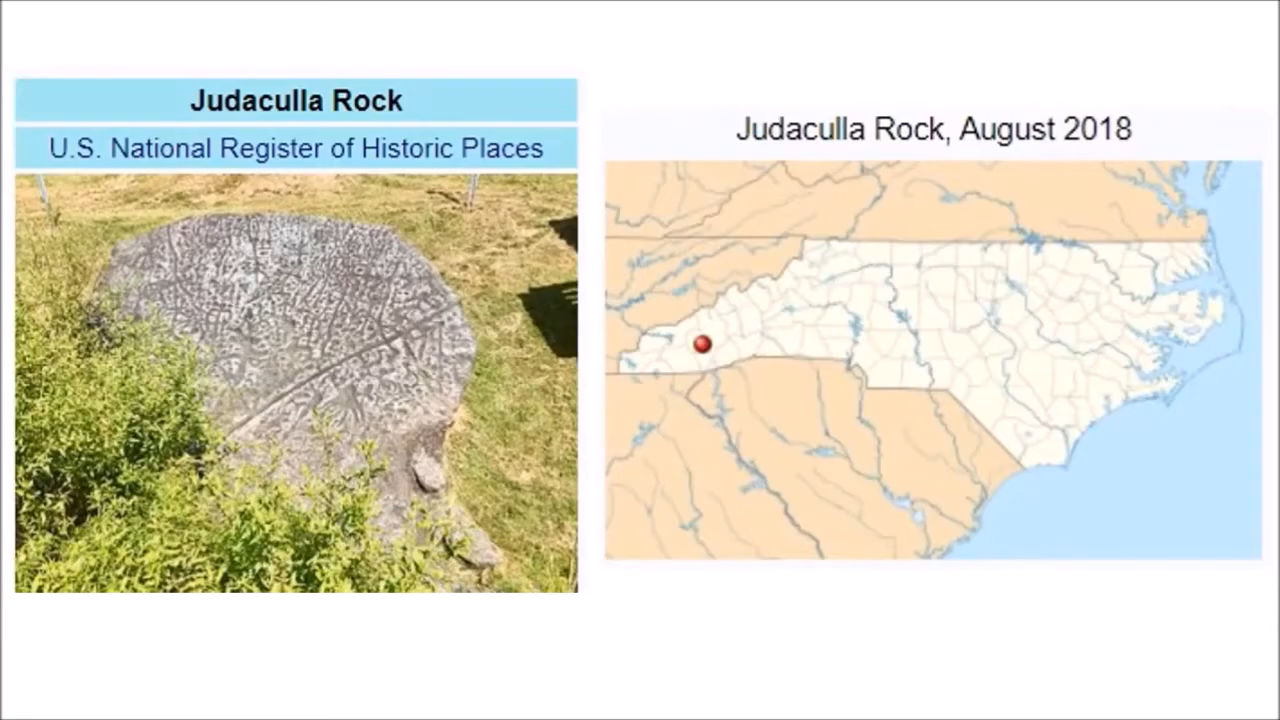 Judaculla Rock
U.S. National Register of Historic Places
Judaculla Rock, August 2018